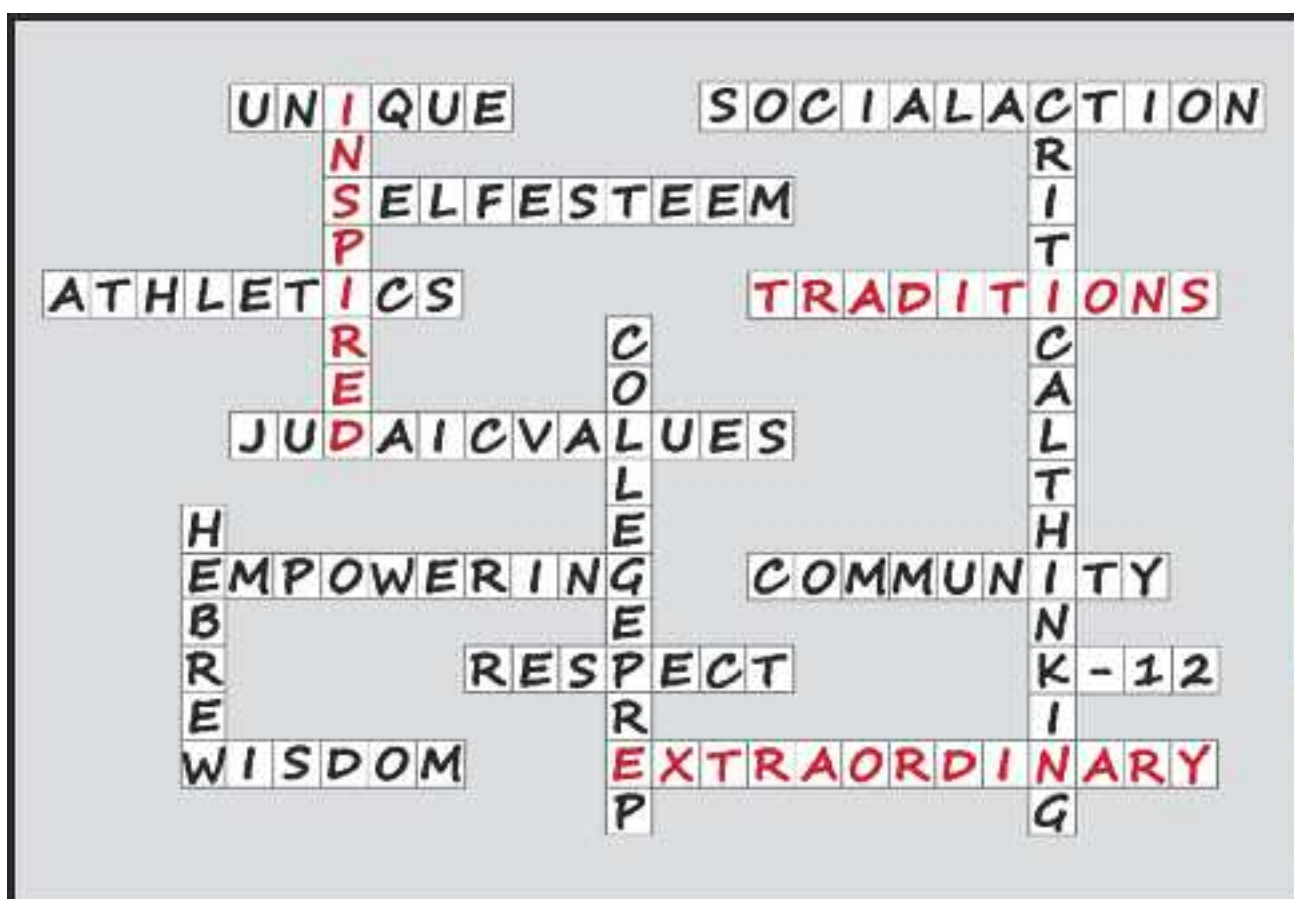 UNIQUE
SOCIALACTION
INSPIRED
CRITICALTHINKING
SELFESTEEM
ATHLETICS
TRADITIONS
COLLEGEPREP
JUDAICVALUES
HEBREW
EMPOWERING
COMMUNITY
RESPECT
K-12
WISDOM
EXTRAORDINARY